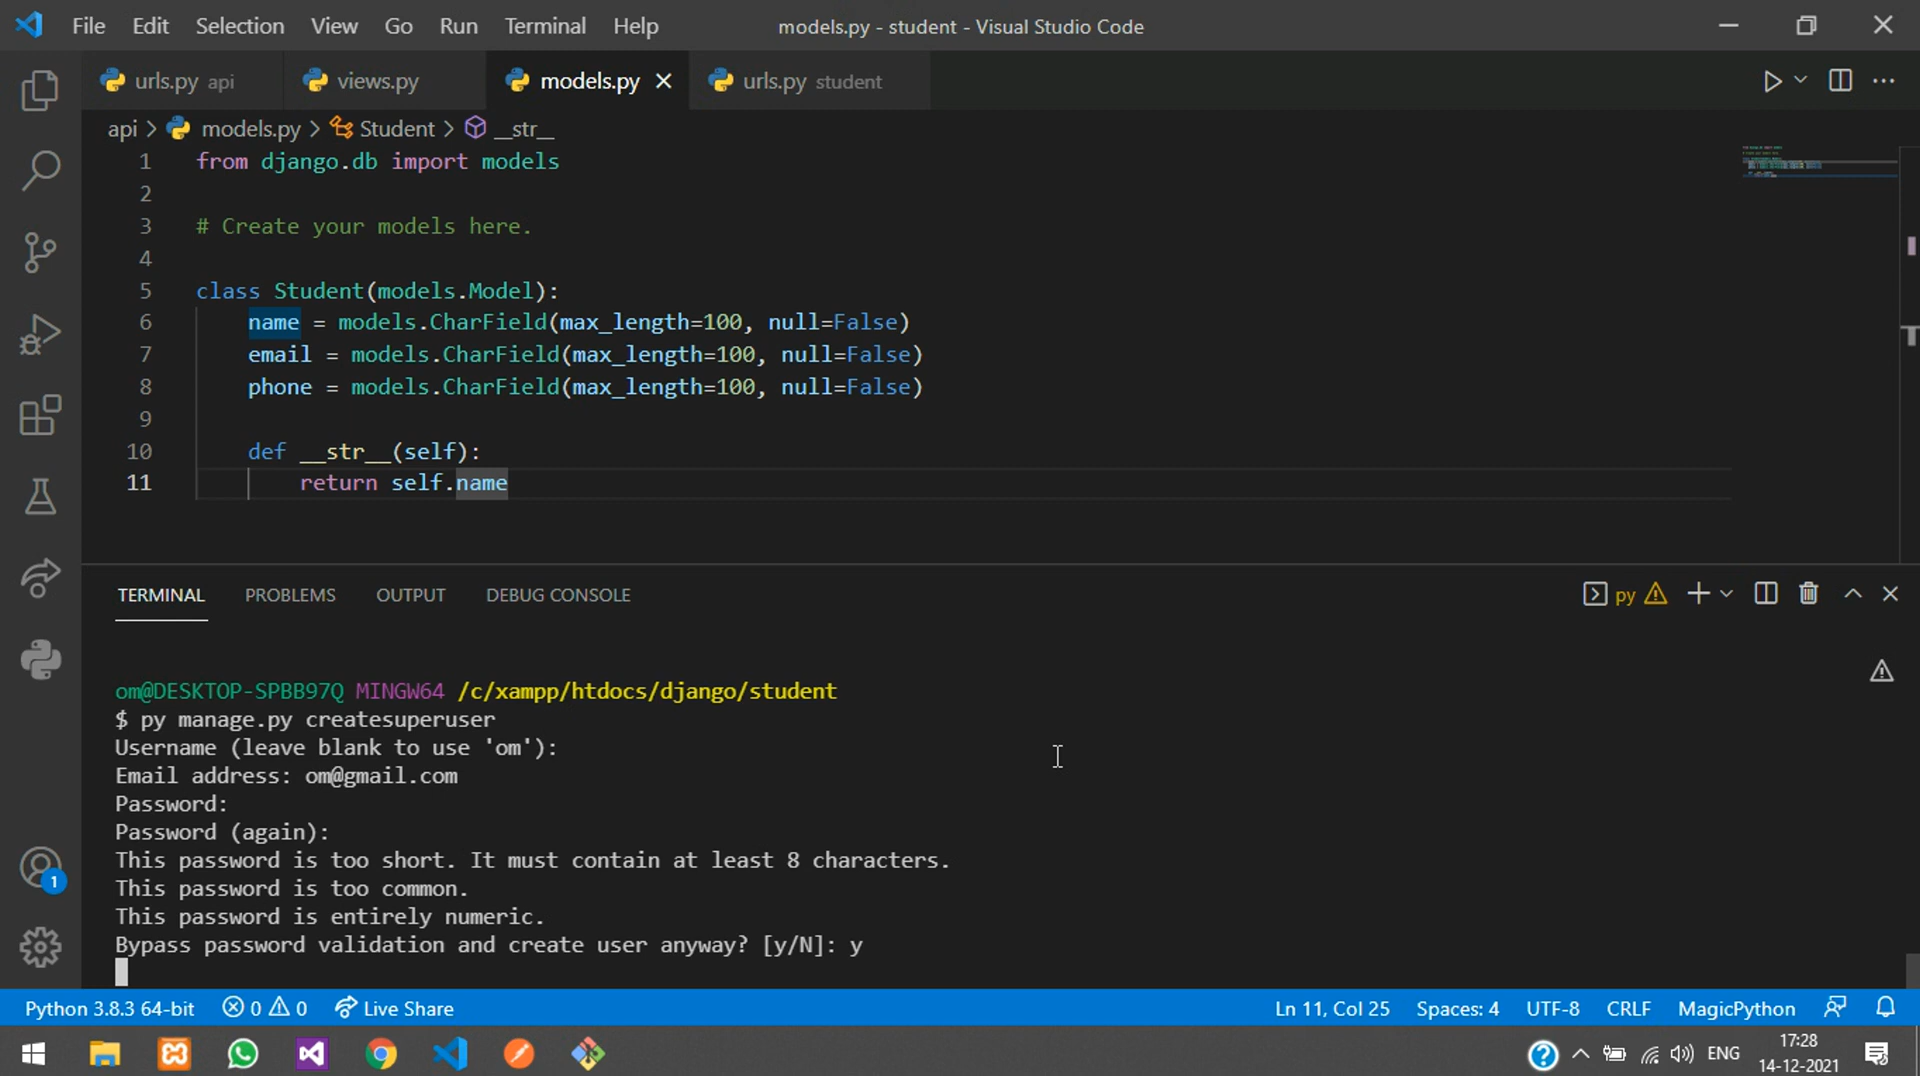 File Edit Selection View Go Run Terminal Help models.py - student - Visual Studio Code
urls.py api views.py models.py urls.py student
api > models.py > Student > __str__
1 from django.db import models
2
3 # Create your models here.
4
5 class Student(models.Model):
6 name = models.CharField(max_length=100, null=False)
7 email = models.CharField(max_length=100, null=False)
8 phone = models.CharField(max_length=100, null=False)
9
10 def __str__(self):
11 return self.name
TERMINAL PROBLEMS OUTPUT DEBUG CONSOLE py
om@DESKTOP-SPBB97Q MINGW64 /c/xampp/htdocs/django/student
$ py manage.py createsuperuser
Username (leave blank to use 'om'):
Email address: om@gmail.com
Password:
Password (again):
This password is too short. It must contain at least 8 characters.
This password is too common.
This password is entirely numeric.
Bypass password validation and create user anyway? [y/N]: y
1
Python 3.8.3 64-bit 0 0 Live Share Ln 11, Col 25 Spaces: 4 UTF-8 CRLF MagicPython
ENG 17:28
14-12-2021